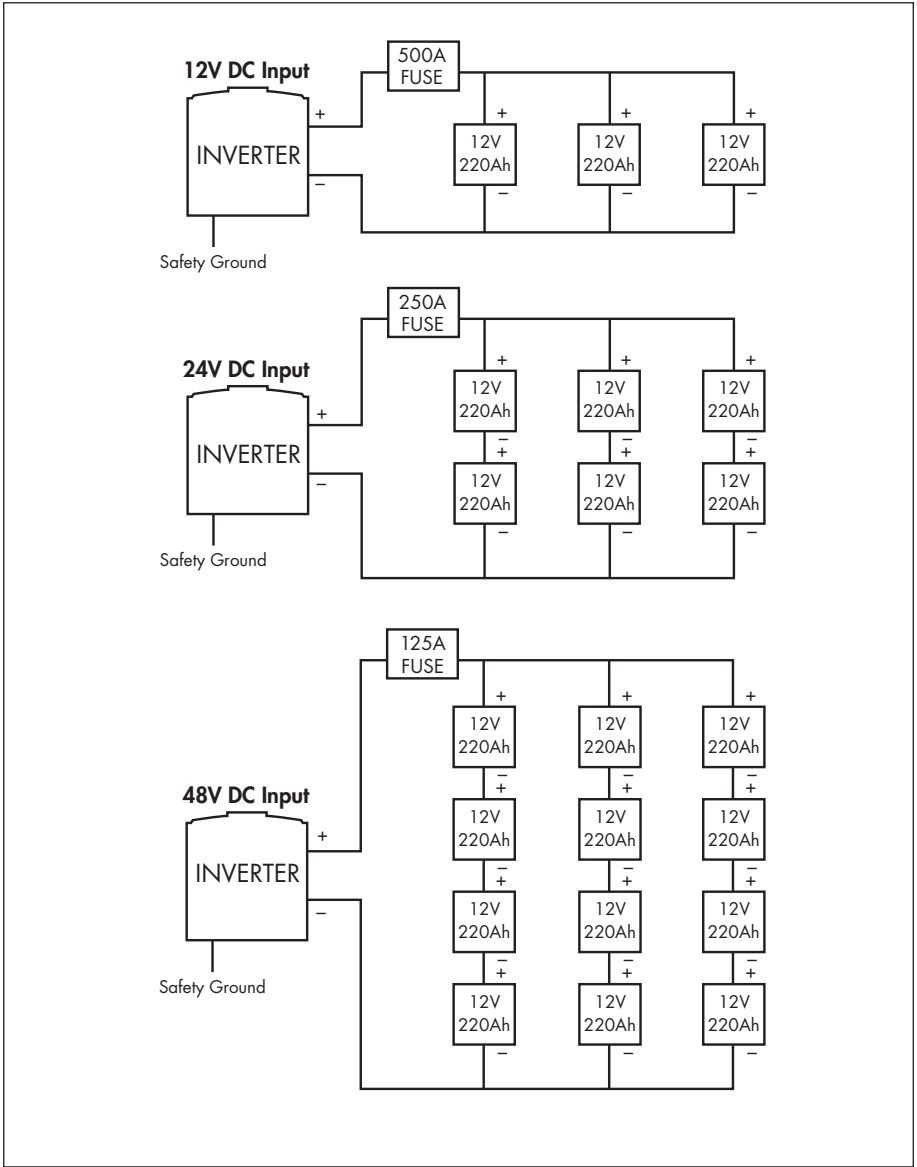 500A
FUSE
12V DC Input
+
INVERTER
–
Safety Ground
+ + +
12V 12V 12V
220Ah 220Ah 220Ah
– – –
250A
FUSE
24V DC Input
+
INVERTER
–
Safety Ground
+ + +
12V 12V 12V
220Ah 220Ah 220Ah
– – –
+ + +
12V 12V 12V
220Ah 220Ah 220Ah
– – –
125A
FUSE
48V DC Input
+
INVERTER
–
Safety Ground
+ + +
12V 12V 12V
220Ah 220Ah 220Ah
– – –
+ + +
12V 12V 12V
220Ah 220Ah 220Ah
– – –
+ + +
12V 12V 12V
220Ah 220Ah 220Ah
– – –
+ + +
12V 12V 12V
220Ah 220Ah 220Ah
– – –